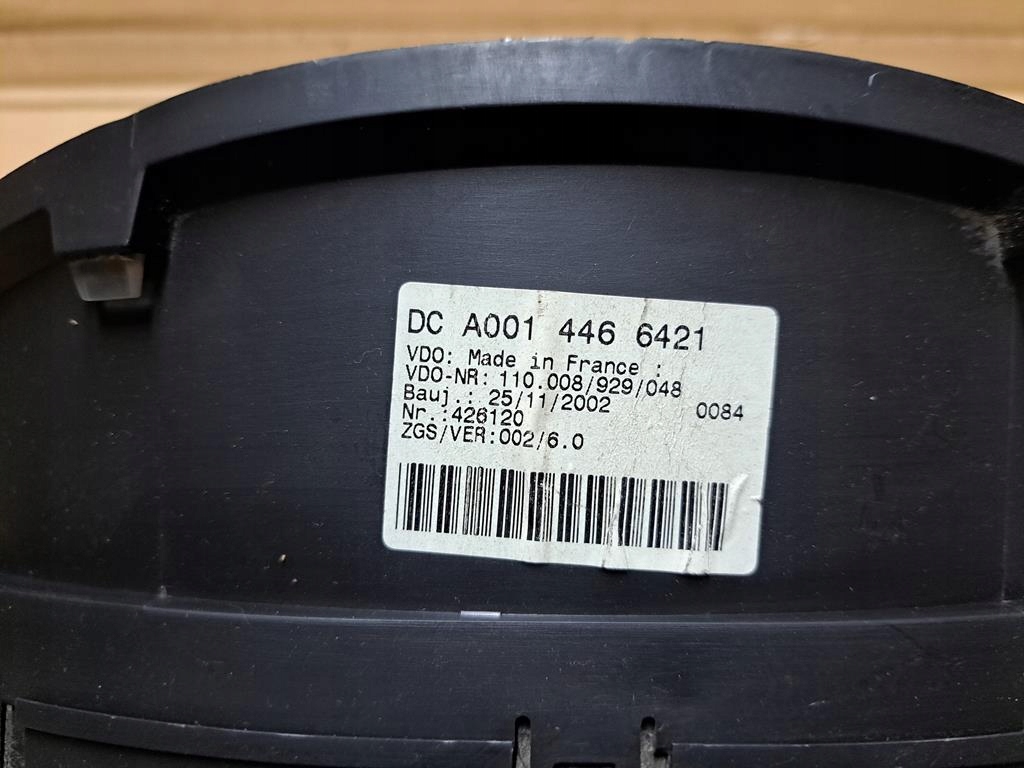 DC A001 446 6421
VDO: Made in France :
VDO-NR: 110.008/929/048
Bauj.: 25/11/2002 0084
Nr.:426120
ZGS/VER:002/6.0